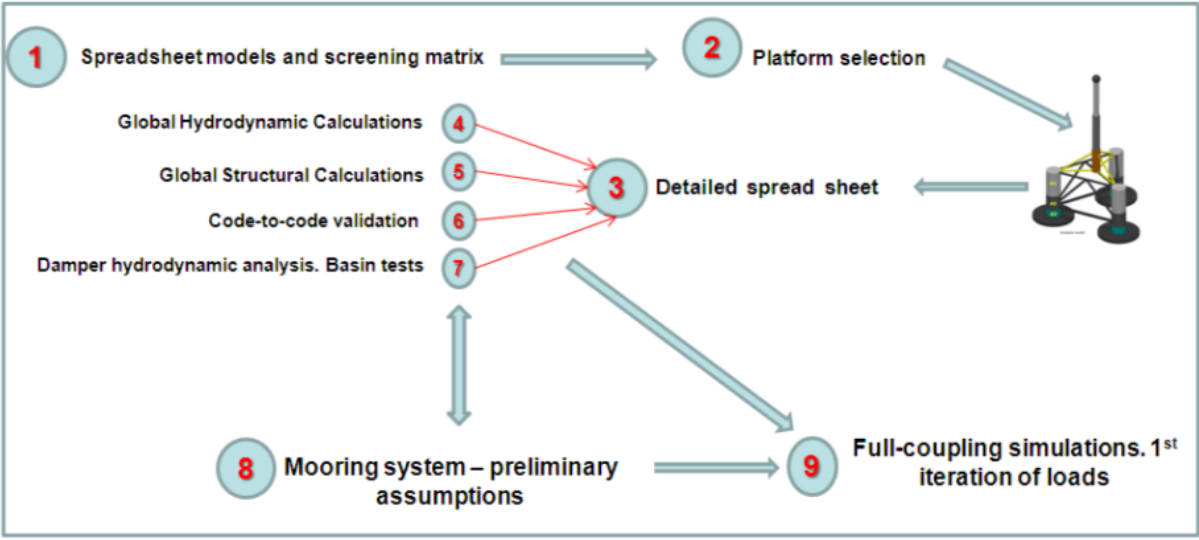 1 Spreadsheet models and screening matrix
2 Platform selection
Global Hydrodynamic Calculations 4
Global Structural Calculations 5
3 Detailed spread sheet
Code-to-code validation 6
Damper hydrodynamic analysis. Basin tests 7
8 Mooring system – preliminary
assumptions
9 Full-coupling simulations. 1st
iteration of loads